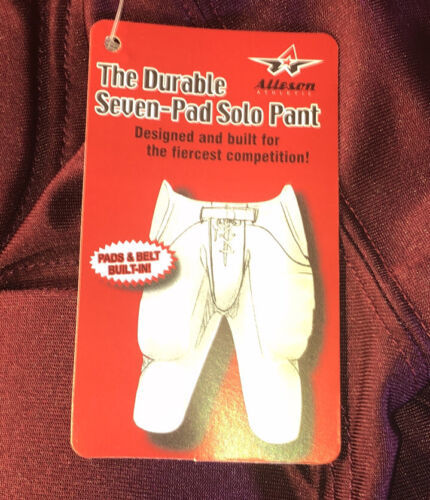 Alleson
ATHLETIC
The Durable
Seven-Pad Solo Pant
Designed and built for
the fiercest competition!
PADS & BELT
BUILT-IN!